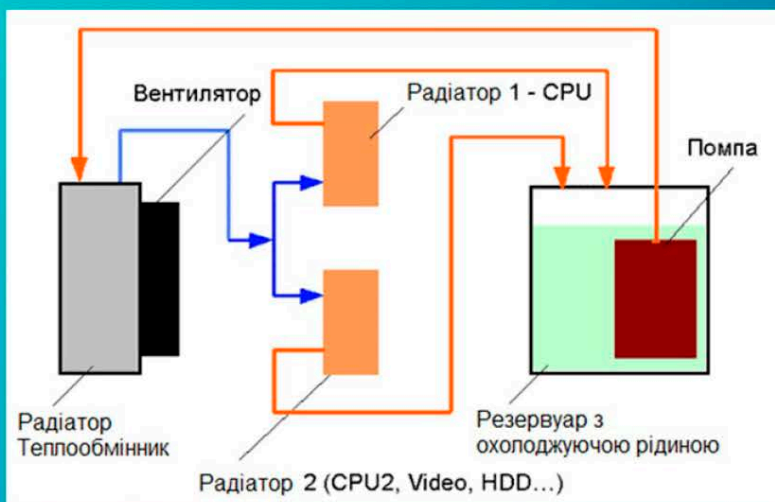 Вентилятор
Радіатор 1 - CPU
Помпа
Радіатор
Теплообмінник
Резервуар з
охолоджуючою рідиною
Радіатор 2 (CPU2, Video, HDD...)